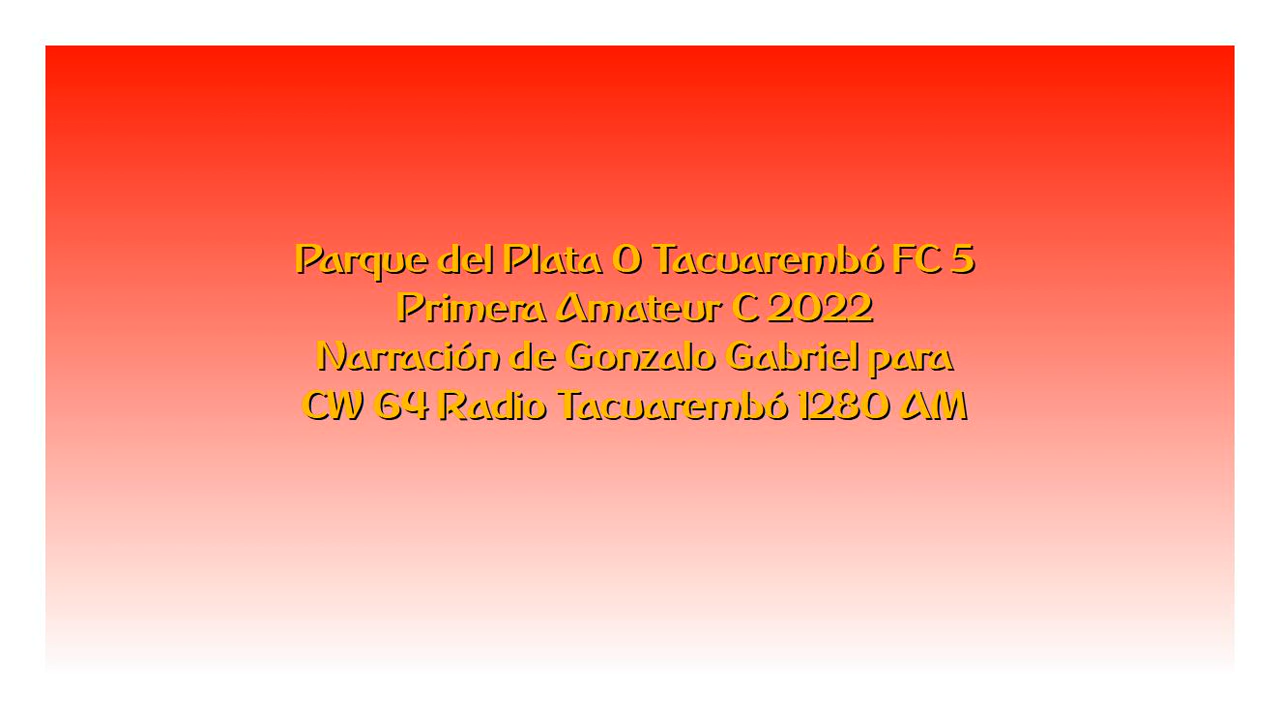 Parque del Plata 0 Tacuarembó FC 5
Primera Amateur C 2022
Narración de Gonzalo Gabriel para
CW 64 Radio Tacuarembó 1280 AM